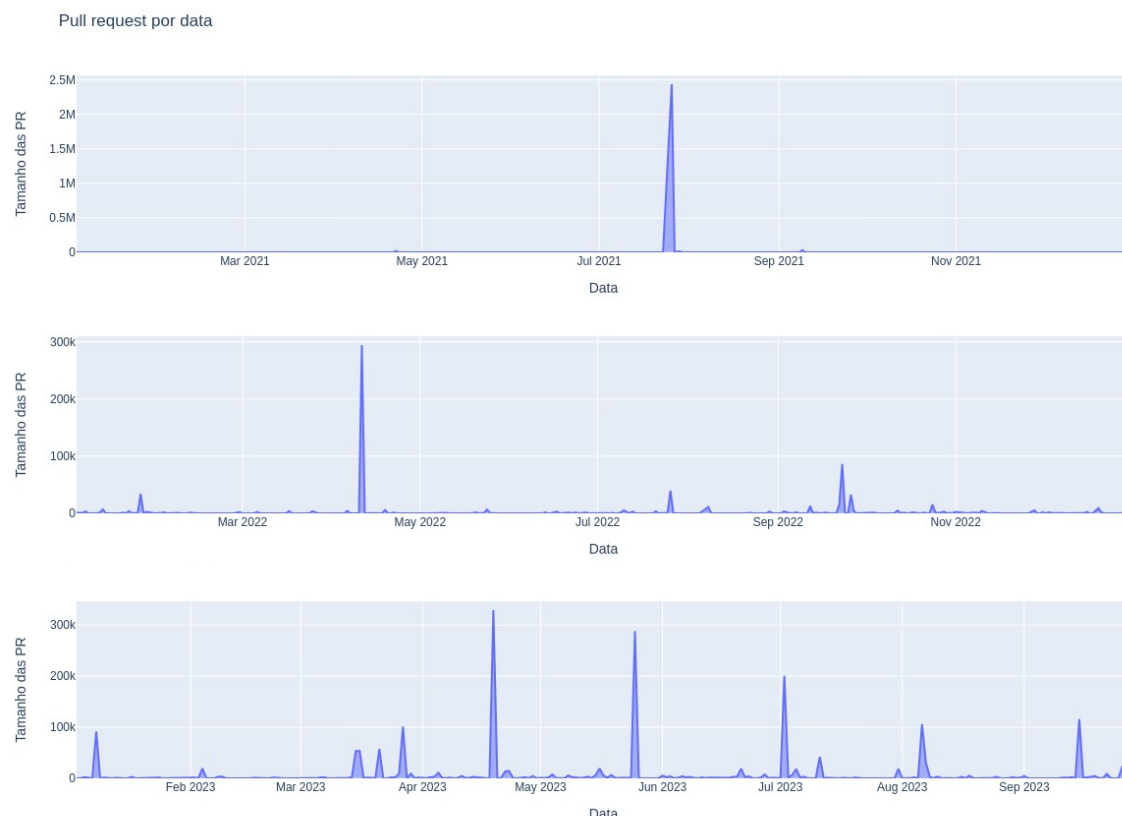 Pull request por data
2.5M
2M
1.5M
1M
0.5M
0
Tamanho das PR
Mar 2021 May 2021 Jul 2021 Sep 2021 Nov 2021
Data
300k
200k
100k
0
Tamanho das PR
Mar 2022 May 2022 Jul 2022 Sep 2022 Nov 2022
Data
300k
200k
100k
0
Tamanho das PR
Feb 2023 Mar 2023 Apr 2023 May 2023 Jun 2023 Jul 2023 Aug 2023 Sep 2023
Data